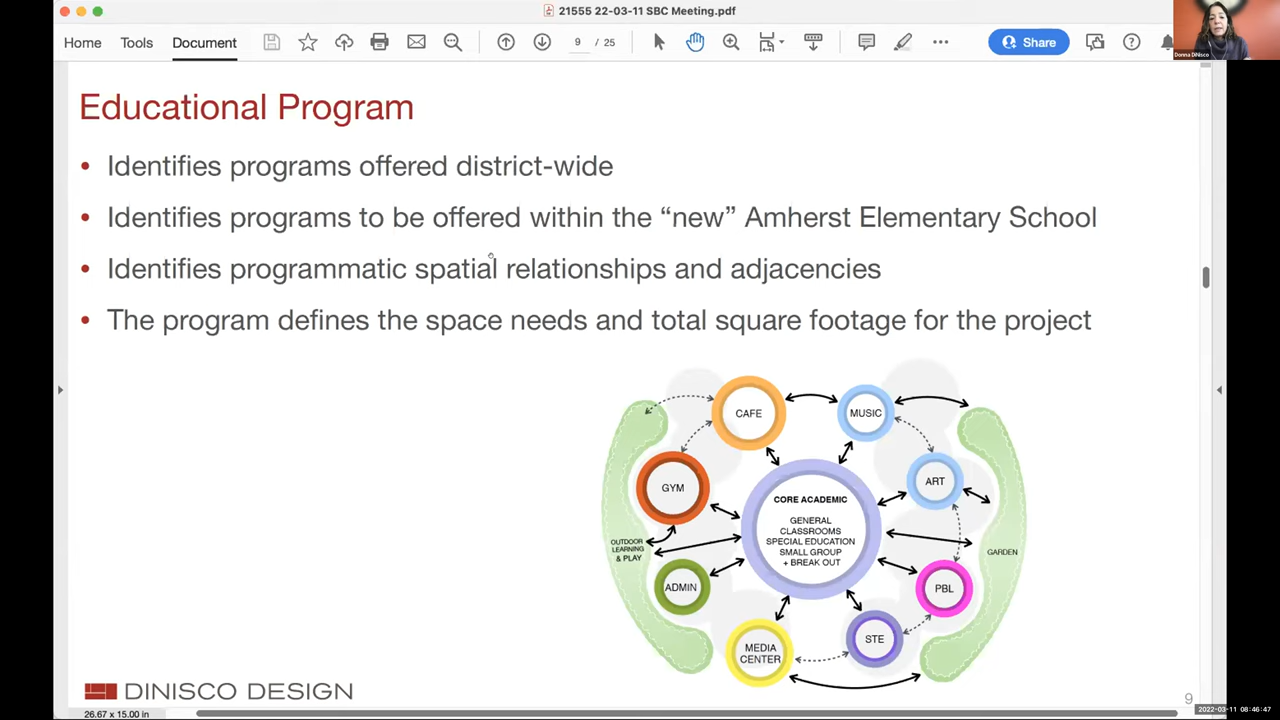 21555 22-03-11 SBC Meeting.pdf
Home Tools Document 9 / 25 Share
Donna DiNisco
Educational Program
• Identifies programs offered district-wide
• Identifies programs to be offered within the “new” Amherst Elementary School
• Identifies programmatic spatial relationships and adjacencies
• The program defines the space needs and total square footage for the project
CAFE
MUSIC
GYM
ART
CORE ACADEMIC
GENERAL
CLASSROOMS
SPECIAL EDUCATION
SMALL GROUP
+ BREAK OUT
OUTDOOR
LEARNING
& PLAY
GARDEN
ADMIN
PBL
MEDIA
CENTER
STE
DINISCO DESIGN
9
26.67 x 15.00 in
2022-03-11 08:46:47